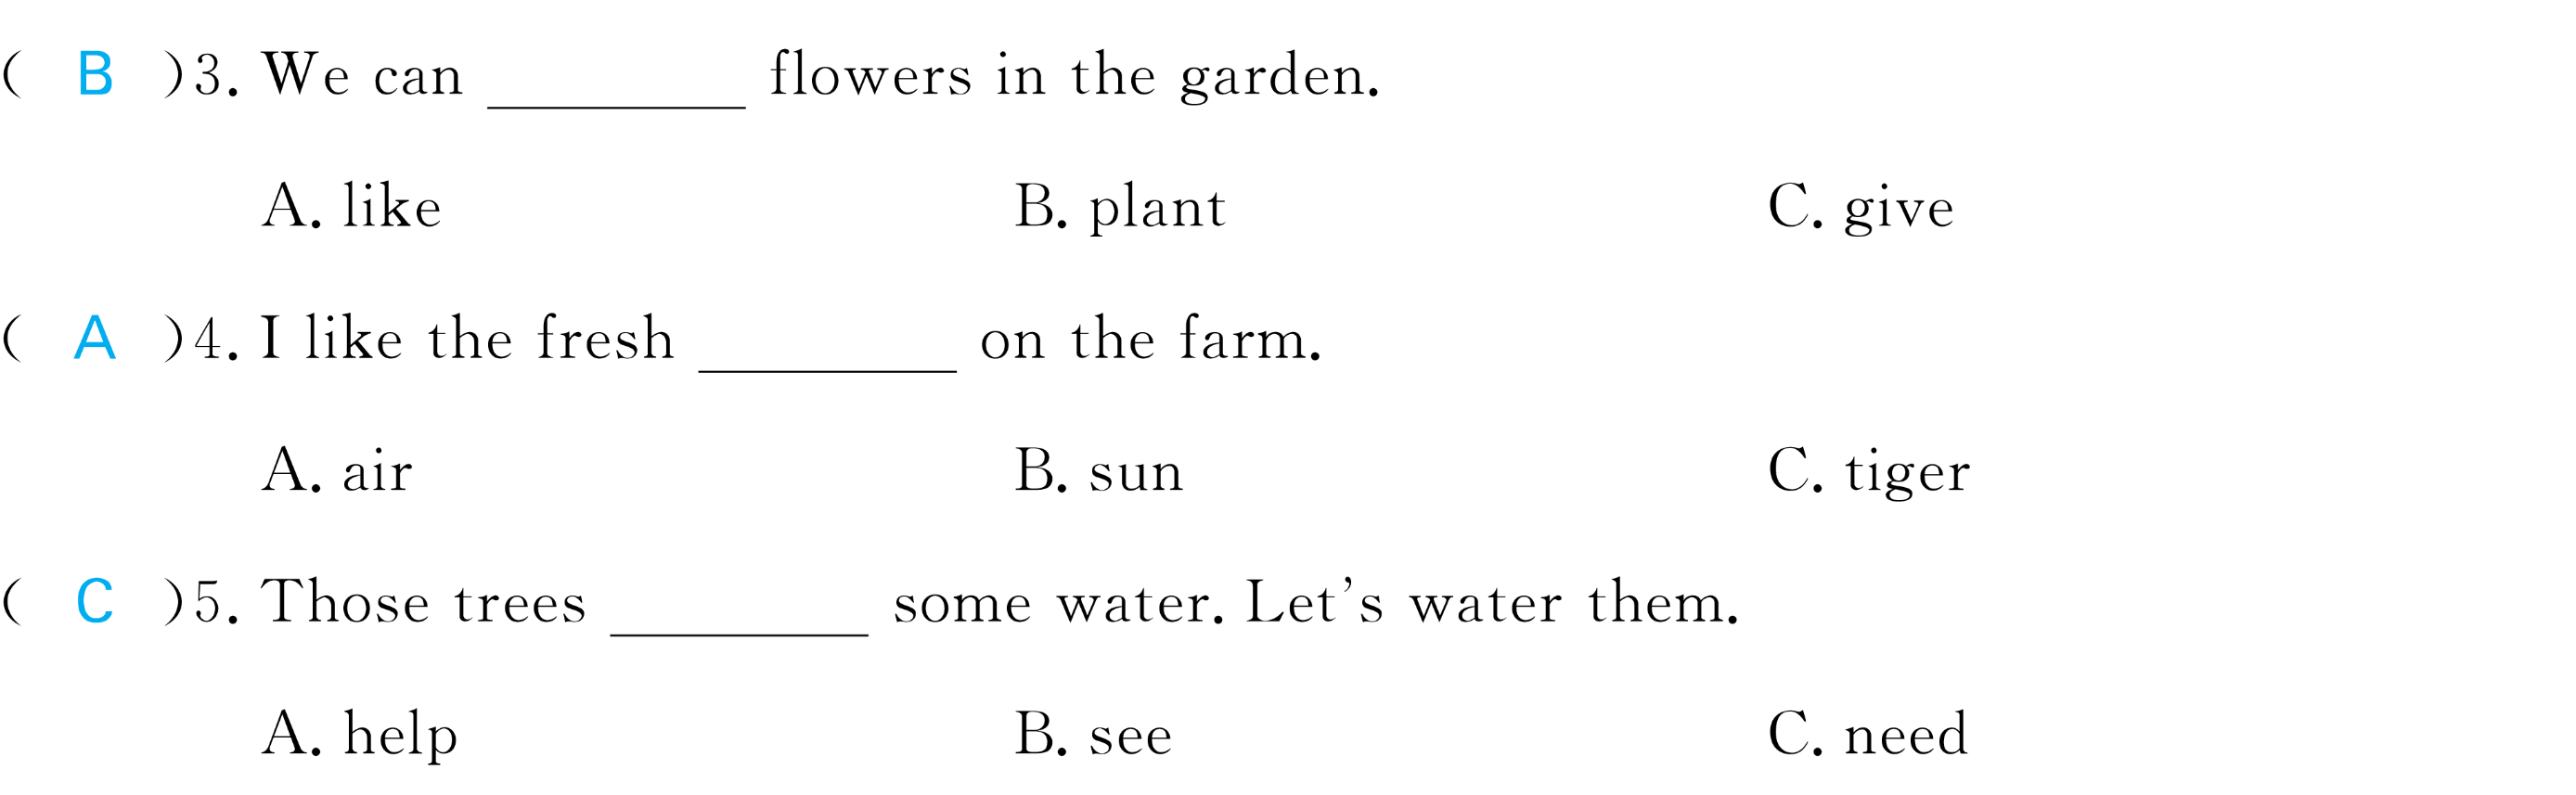 ( B )3. We can ________ flowers in the garden.
A. like B. plant C. give
( A )4. I like the fresh ________ on the farm.
A. air B. sun C. tiger
( C )5. Those trees ________ some water. Let's water them.
A. help B. see C. need